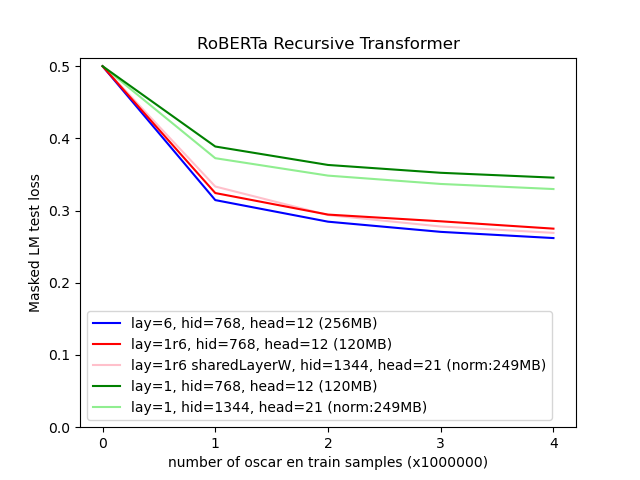 RoBERTa Recursive Transformer
Masked LM test loss
0.5
0.4
0.3
0.2
0.1
0.0
lay=6, hid=768, head=12 (256MB)
lay=1r6, hid=768, head=12 (120MB)
lay=1r6 sharedLayerW, hid=1344, head=21 (norm:249MB)
lay=1, hid=768, head=12 (120MB)
lay=1, hid=1344, head=21 (norm:249MB)
0 1 2 3 4
number of oscar en train samples (x1000000)